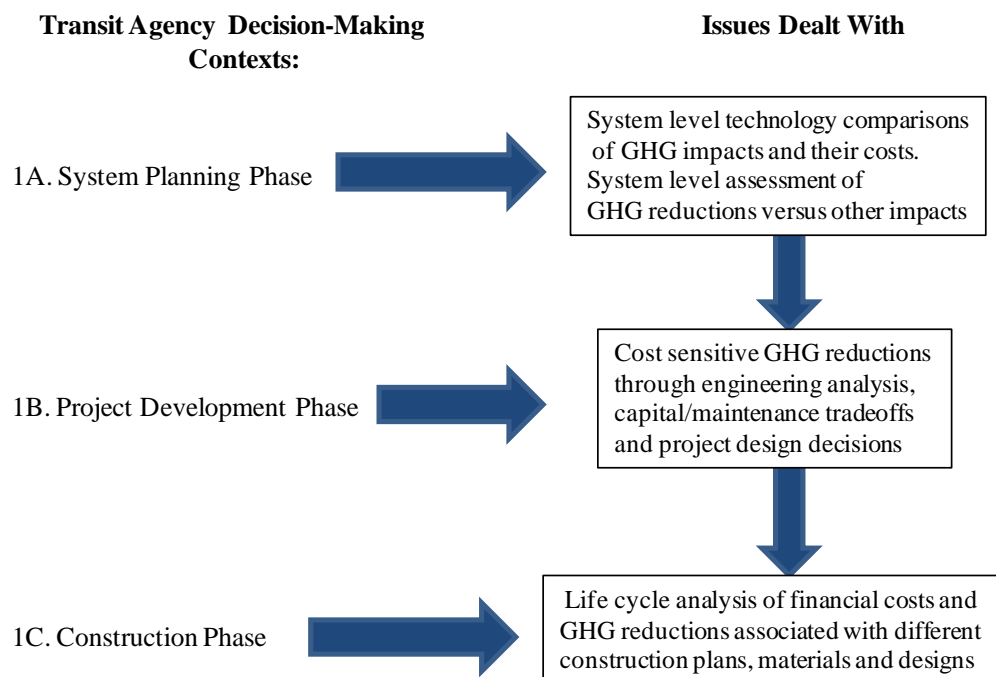 Transit Agency Decision-Making
Contexts:
Issues Dealt With
1A. System Planning Phase
System level technology comparisons
of GHG impacts and their costs.
System level assessment of
GHG reductions versus other impacts
1B. Project Development Phase
Cost sensitive GHG reductions
through engineering analysis,
capital/maintenance tradeoffs
and project design decisions
1C. Construction Phase
Life cycle analysis of financial costs and
GHG reductions associated with different
construction plans, materials and designs